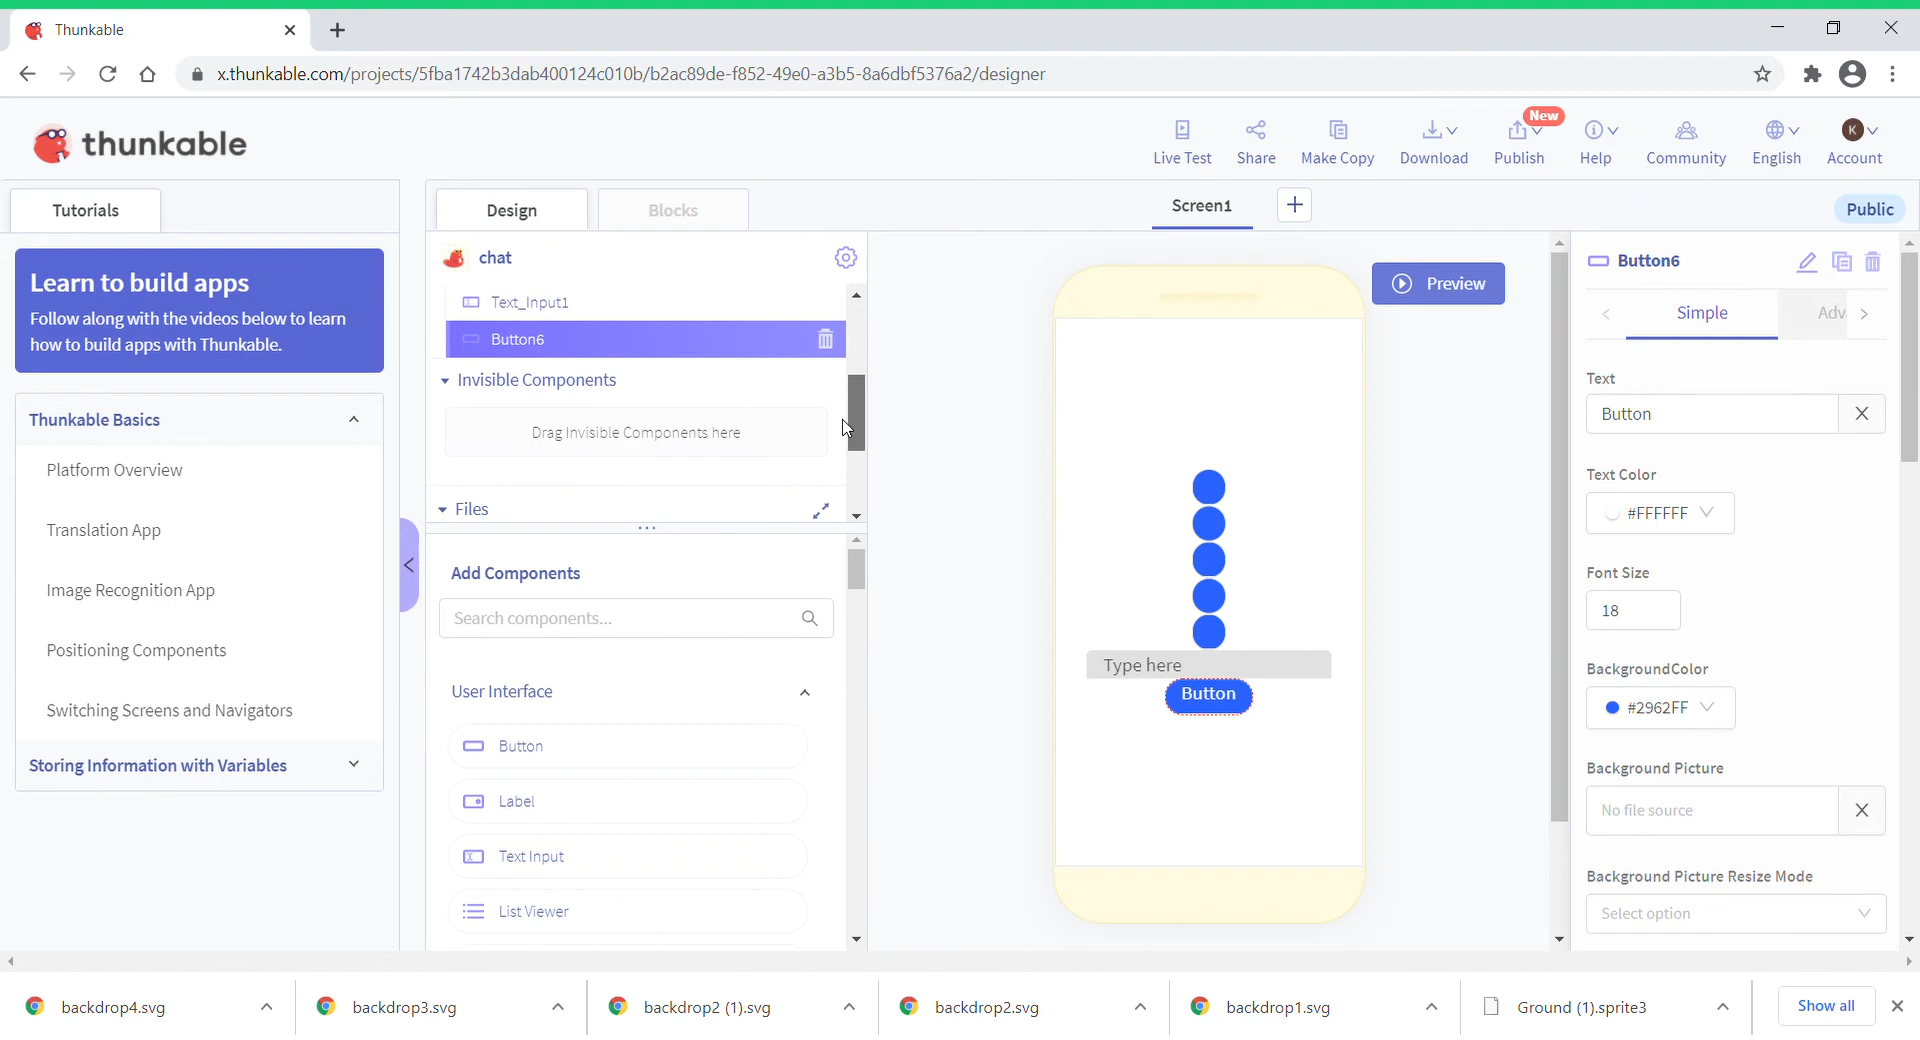 Thunkable
x.thunkable.com/projects/5fba1742b3dab400124c010b/b2ac89de-f852-49e0-a3b5-8a6dbf5376a2/designer
thunkable
Live Test
Share
Make Copy
Download
New
Publish
Help
Community
English
K
Account
Tutorials
Design
Blocks
Screen1
Public
Learn to build apps
Follow along with the videos below to learn
how to build apps with Thunkable.
Thunkable Basics
Platform Overview
Translation App
Image Recognition App
Positioning Components
Switching Screens and Navigators
Storing Information with Variables
chat
Text_Input1
Button6
Invisible Components
Drag Invisible Components here
Files
Add Components
Search components...
User Interface
Button
Label
Text Input
List Viewer
Preview
Type here
Button
Button6
Simple
Adv
Text
Button
Text Color
#FFFFFF
Font Size
18
BackgroundColor
#2962FF
Background Picture
No file source
Background Picture Resize Mode
Select option
backdrop4.svg
backdrop3.svg
backdrop2 (1).svg
backdrop2.svg
backdrop1.svg
Ground (1).sprite3
Show all